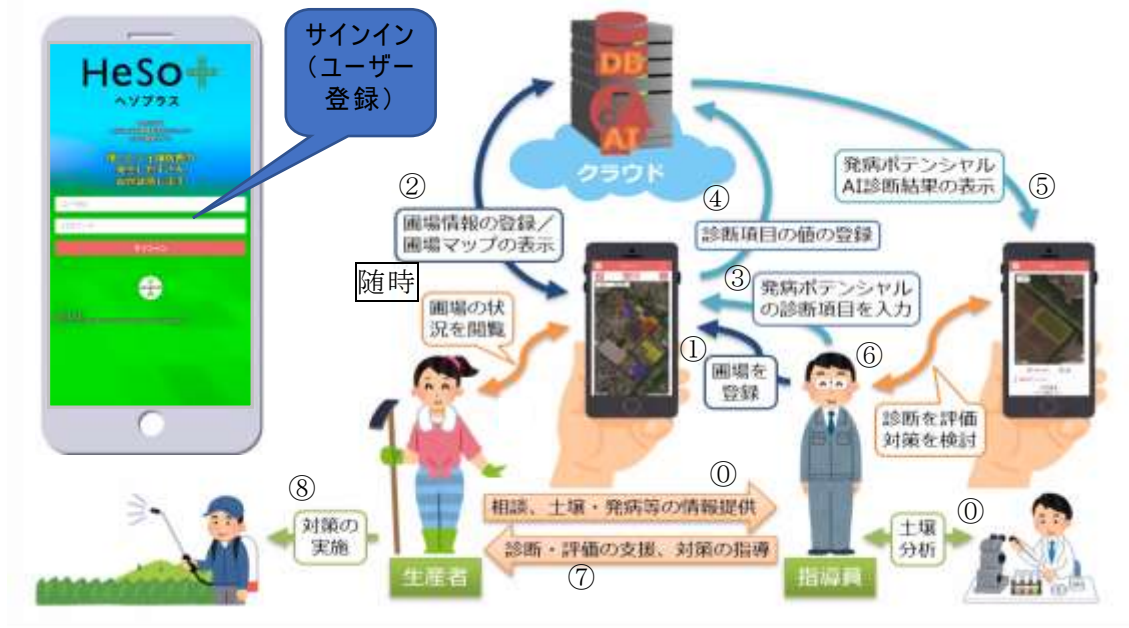 HeSo+
ヘソプラス
サインイン
サインイン
（ユーザー
登録）
DB
AI
クラウド
②
圃場情報の登録／
圃場マップの表示
④
診断項目の値の登録
発病ポテンシャル
AI診断結果の表示
⑤
随時
圃場の状
況を閲覧
③
発病ポテンシャル
の診断項目を入力
①
圃場を
登録
⑥
診断を評価
対策を検討
⑧
対策の
実施
⓪
相談、土壌・発病等の情報提供
診断・評価の支援、対策の指導
⑦
生産者
指導員
土壌
分析
⓪